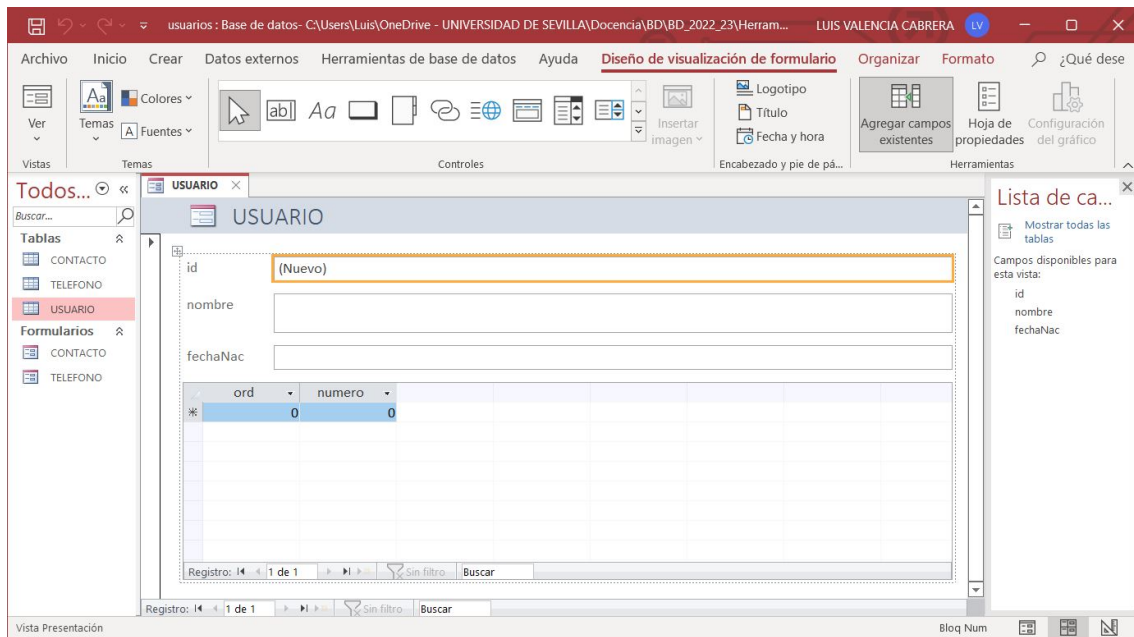 usuarios : Base de datos- C:\Users\Luis\OneDrive - UNIVERSIDAD DE SEVILLA\Docencia\BD\BD_2022_23\Herram... LUIS VALENCIA CABRERA LV
Archivo Inicio Crear Datos externos Herramientas de base de datos Ayuda Diseño de visualización de formulario Organizar Formato ¿Qué dese
Ver
Temas
Aa
Colores
A Fuentes
ab Aa
Insertar
imagen
Logotipo
Título
Fecha y hora
Agregar campos
existentes
Hoja de
propiedades
Configuración
del gráfico
Vistas Temas Controles Encabezado y pie de pá... Herramientas
Todos...
Buscar...
Tablas
CONTACTO
TELEFONO
USUARIO
Formularios
CONTACTO
TELEFONO
USUARIO
USUARIO
id (Nuevo)
nombre
fechaNac
ord numero
0 0
Registro: 1 de 1 Sin filtro Buscar
Registro: 1 de 1 Sin filtro Buscar
Lista de ca...
Mostrar todas las
tablas
Campos disponibles para
esta vista:
id
nombre
fechaNac
Vista Presentación Bloq Num